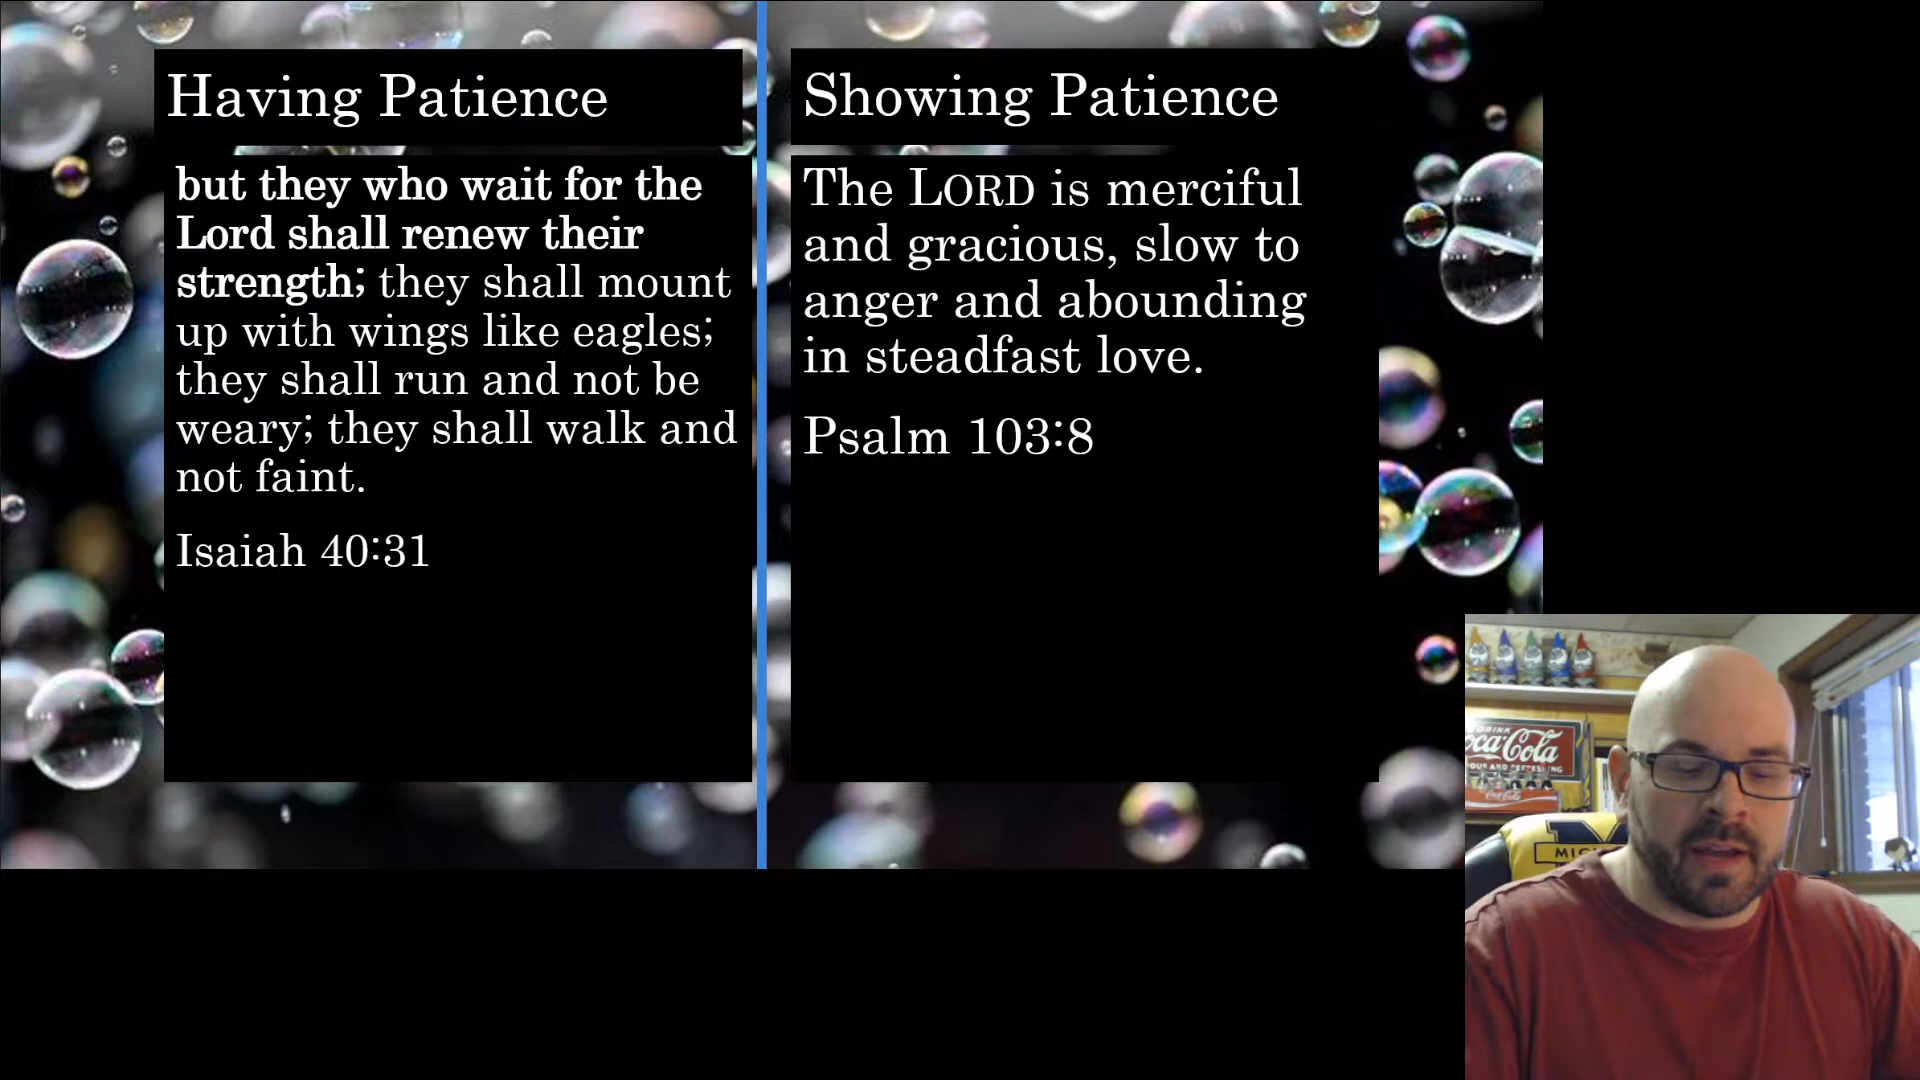 Having Patience
but they who wait for the
Lord shall renew their
strength; they shall mount
up with wings like eagles;
they shall run and not be
weary; they shall walk and
not faint.
Isaiah 40:31
Showing Patience
The LORD is merciful
and gracious, slow to
anger and abounding
in steadfast love.
Psalm 103:8
DRINK
Coca-Cola
Coca-Cola